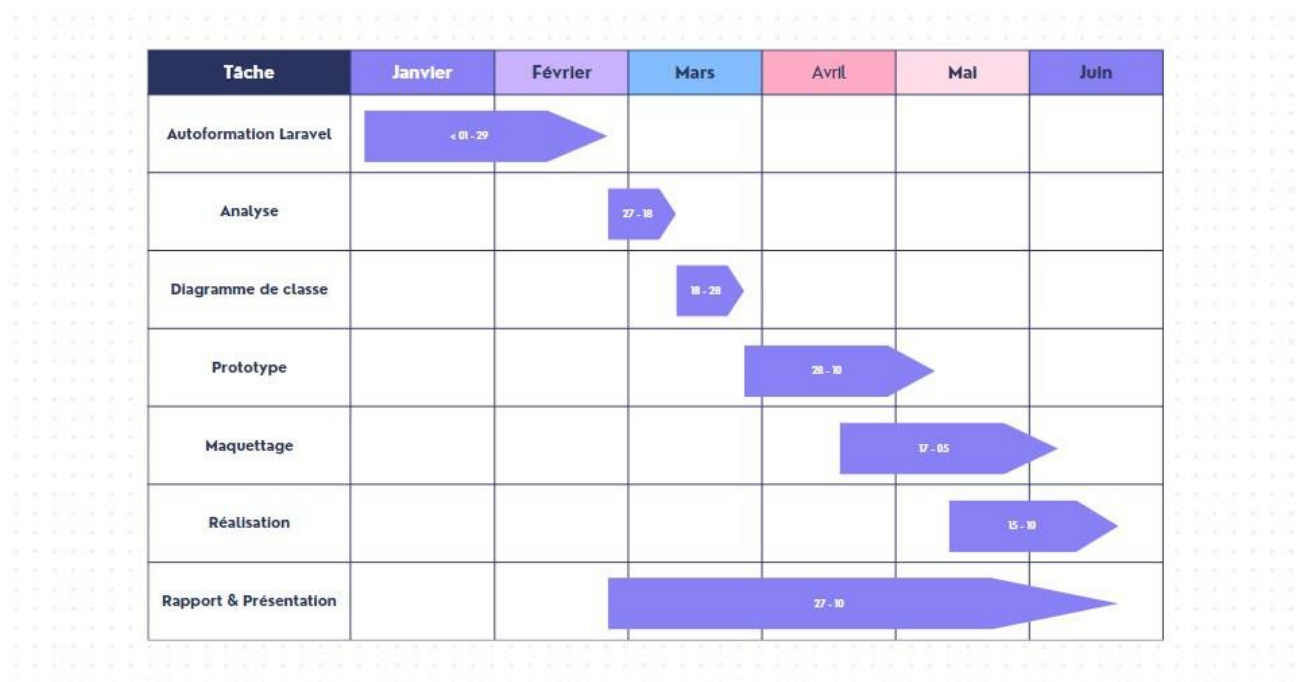 Tâche Janvier Février Mars Avril Mai Juin
Autoformation Laravel < 01 - 29
Analyse 27 - 18
Diagramme de classe 18 - 28
Prototype 28 - 10
Maquettage 17 - 05
Réalisation 15 - 10
Rapport & Présentation 27 - 10